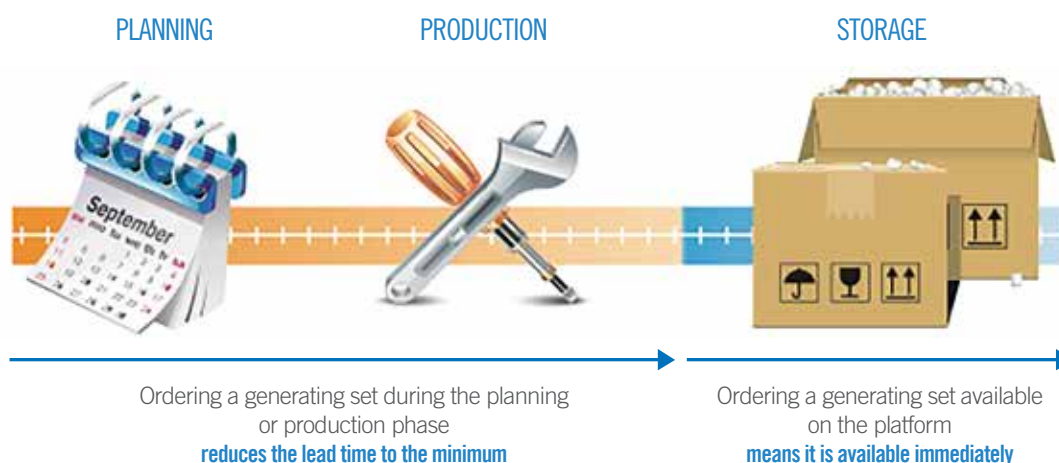 PLANNING
PRODUCTION
STORAGE
September
Ordering a generating set during the planning
or production phase
reduces the lead time to the minimum
Ordering a generating set available
on the platform
means it is available immediately